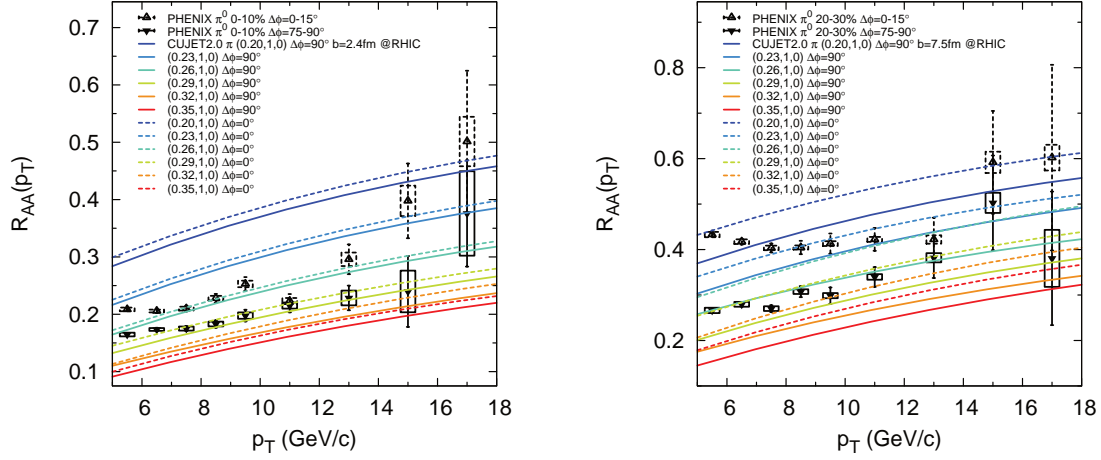 PHENIX π⁰ 0-10% Δϕ=0-15°
PHENIX π⁰ 0-10% Δϕ=75-90°
CUJET2.0 π (0.20,1,0) Δϕ=90° b=2.4fm @RHIC
(0.23,1,0) Δϕ=90°
(0.26,1,0) Δϕ=90°
(0.29,1,0) Δϕ=90°
(0.32,1,0) Δϕ=90°
(0.35,1,0) Δϕ=90°
(0.20,1,0) Δϕ=0°
(0.23,1,0) Δϕ=0°
(0.26,1,0) Δϕ=0°
(0.29,1,0) Δϕ=0°
(0.32,1,0) Δϕ=0°
(0.35,1,0) Δϕ=0°
0.7
0.6
0.5
0.4
0.3
0.2
0.1
R_AA(p_T)
6 8 10 12 14 16 18
p_T (GeV/c)
PHENIX π⁰ 20-30% Δϕ=0-15°
PHENIX π⁰ 20-30% Δϕ=75-90°
CUJET2.0 π (0.20,1,0) Δϕ=90° b=7.5fm @RHIC
(0.23,1,0) Δϕ=90°
(0.26,1,0) Δϕ=90°
(0.29,1,0) Δϕ=90°
(0.32,1,0) Δϕ=90°
(0.35,1,0) Δϕ=90°
(0.20,1,0) Δϕ=0°
(0.23,1,0) Δϕ=0°
(0.26,1,0) Δϕ=0°
(0.29,1,0) Δϕ=0°
(0.32,1,0) Δϕ=0°
(0.35,1,0) Δϕ=0°
0.8
0.6
0.4
0.2
R_AA(p_T)
6 8 10 12 14 16 18
p_T (GeV/c)